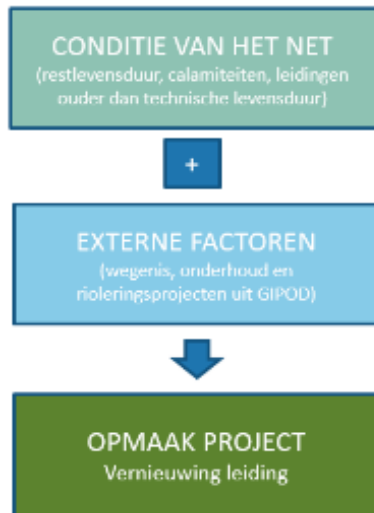 CONDITIE VAN HET NET
(restlevensduur, calamiteiten, leidingen
ouder dan technische levensduur)
+
EXTERNE FACTOREN
(wegenis, onderhoud en
rioleringsprojecten uit GIPOD)
OPMAAK PROJECT
Vernieuwing leiding